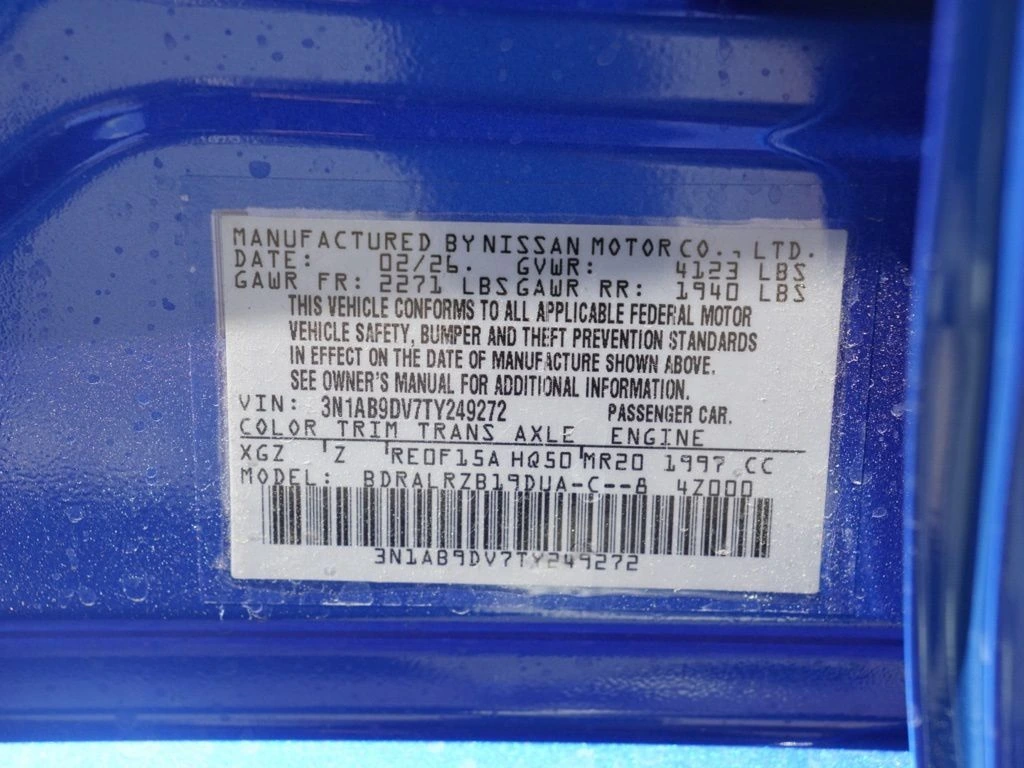 MANUFACTURED BY NISSAN MOTOR CO., LTD.
DATE: 02/26. GVWR: 4123 LBS
GAWR FR: 2271 LBS GAWR RR: 1940 LBS
THIS VEHICLE CONFORMS TO ALL APPLICABLE FEDERAL MOTOR
VEHICLE SAFETY, BUMPER AND THEFT PREVENTION STANDARDS
IN EFFECT ON THE DATE OF MANUFACTURE SHOWN ABOVE.
SEE OWNER'S MANUAL FOR ADDITIONAL INFORMATION.
VIN: 3N1AB9DV7TY249272 PASSENGER CAR.
COLOR TRIM TRANS AXLE ENGINE
XGZ Z RE0F15A HQ50 MR20 1997 CC
MODEL: BDRALRZB19DUA-C--8 4Z000
3N1AB9DV7TY249272